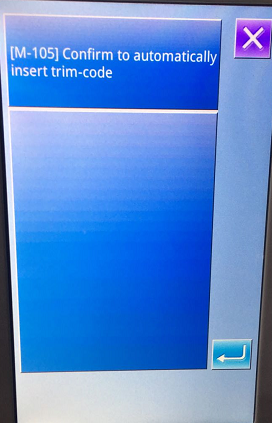 [M-105] Confirm to automatically
insert trim-code